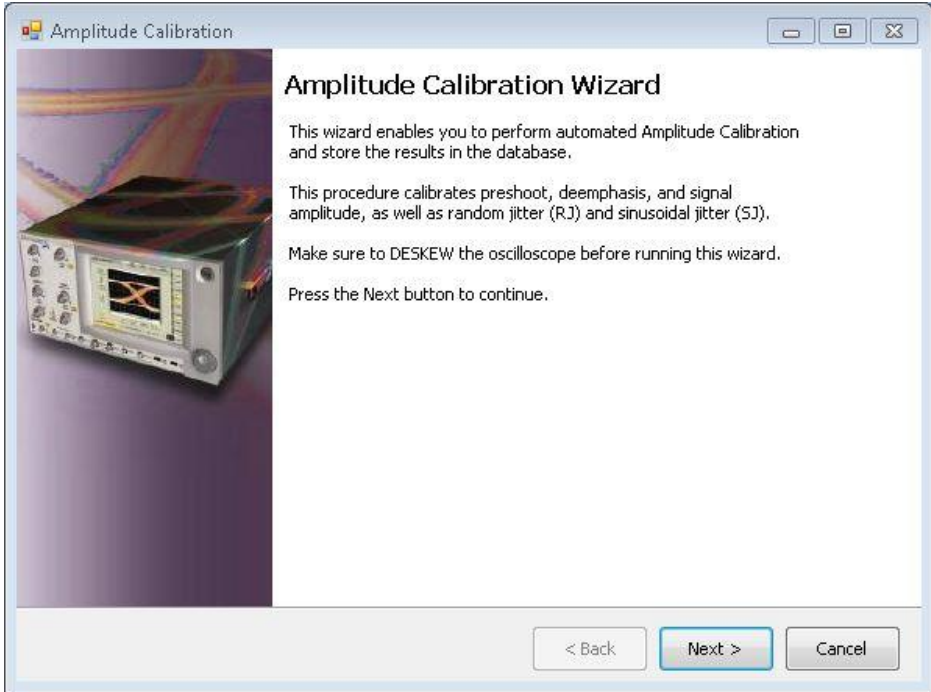 Amplitude Calibration
Amplitude Calibration Wizard
This wizard enables you to perform automated Amplitude Calibration
and store the results in the database.
This procedure calibrates preshoot, deemphasis, and signal
amplitude, as well as random jitter (RJ) and sinusoidal jitter (SJ).
Make sure to DESKEW the oscilloscope before running this wizard.
Press the Next button to continue.
< Back
Next >
Cancel